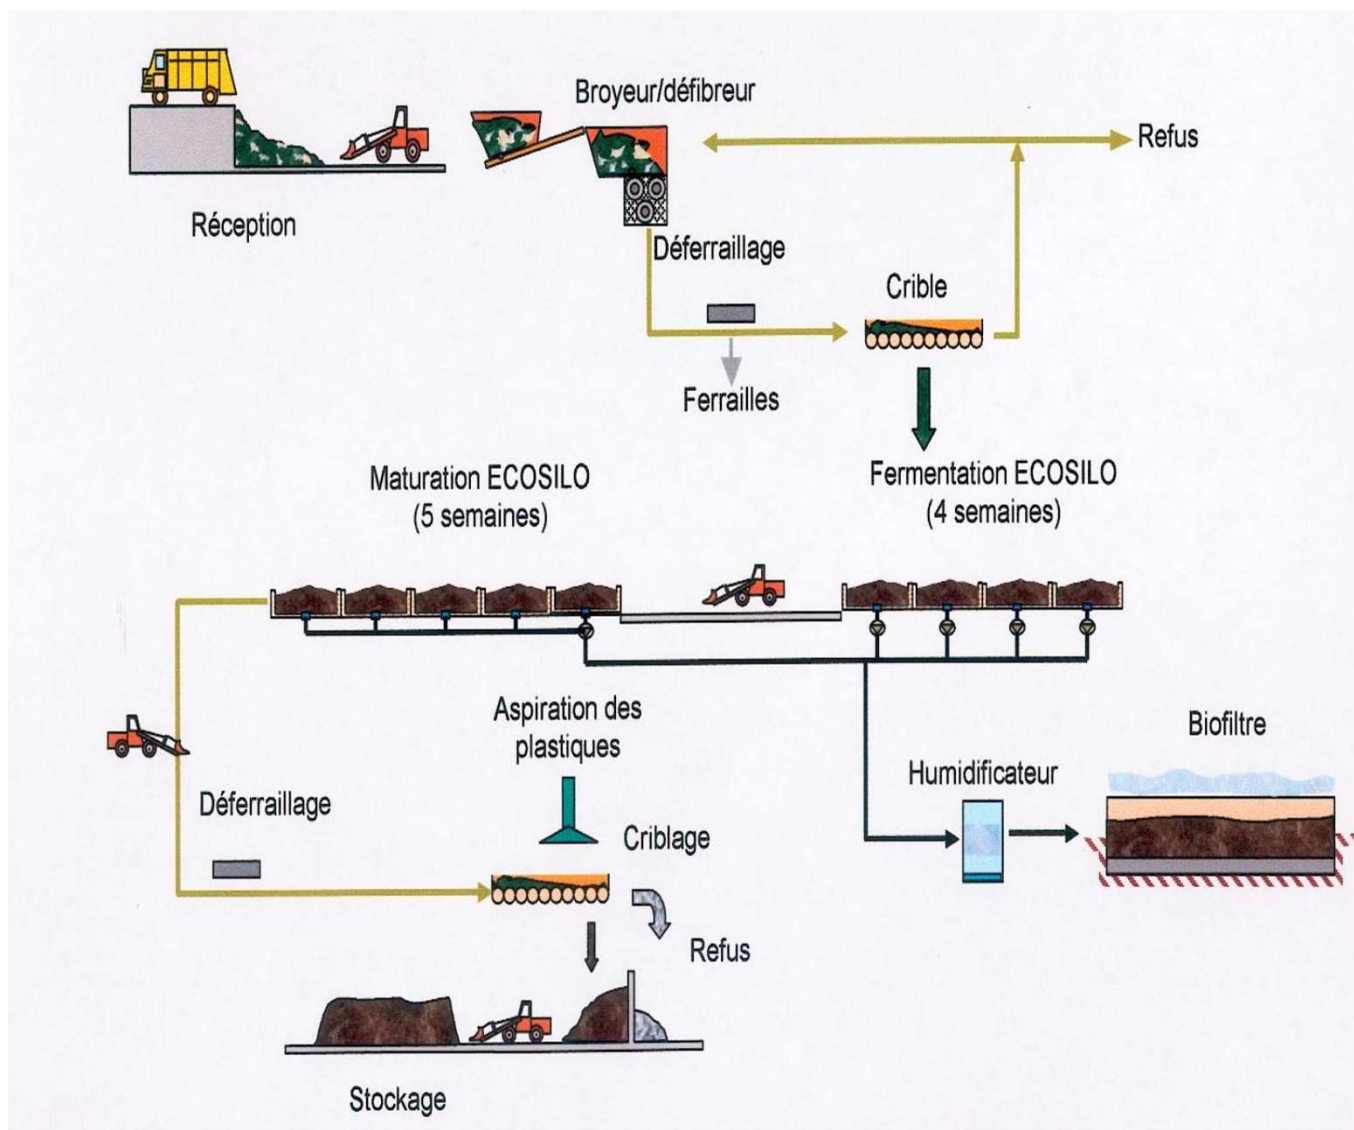 Broyeur/défibreur
Refus
Réception
Déferraillage
Crible
Ferrailles
Maturation ECOSILO
(5 semaines)
Fermentation ECOSILO
(4 semaines)
Aspiration des
plastiques
Biofiltre
Humidificateur
Déferraillage
Criblage
Refus
Stockage